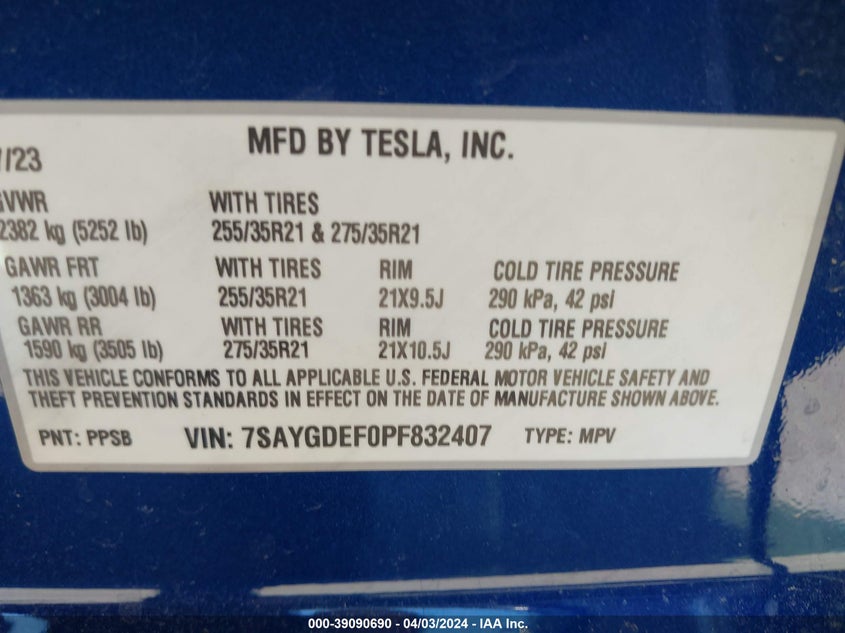 MFD BY TESLA, INC.
/23
GVWR WITH TIRES
2382 kg (5252 lb) 255/35R21 & 275/35R21
GAWR FRT WITH TIRES RIM COLD TIRE PRESSURE
1363 kg (3004 lb) 255/35R21 21X9.5J 290 kPa, 42 psi
GAWR RR WITH TIRES RIM COLD TIRE PRESSURE
1590 kg (3505 lb) 275/35R21 21X10.5J 290 kPa, 42 psi
THIS VEHICLE CONFORMS TO ALL APPLICABLE U.S. FEDERAL MOTOR VEHICLE SAFETY AND
THEFT PREVENTION STANDARDS IN EFFECT ON THE DATE OF MANUFACTURE SHOWN ABOVE.
PNT: PPSB VIN: 7SAYGDEF0PF832407 TYPE: MPV
000-39090690 - 04/03/2024 - IAA Inc.